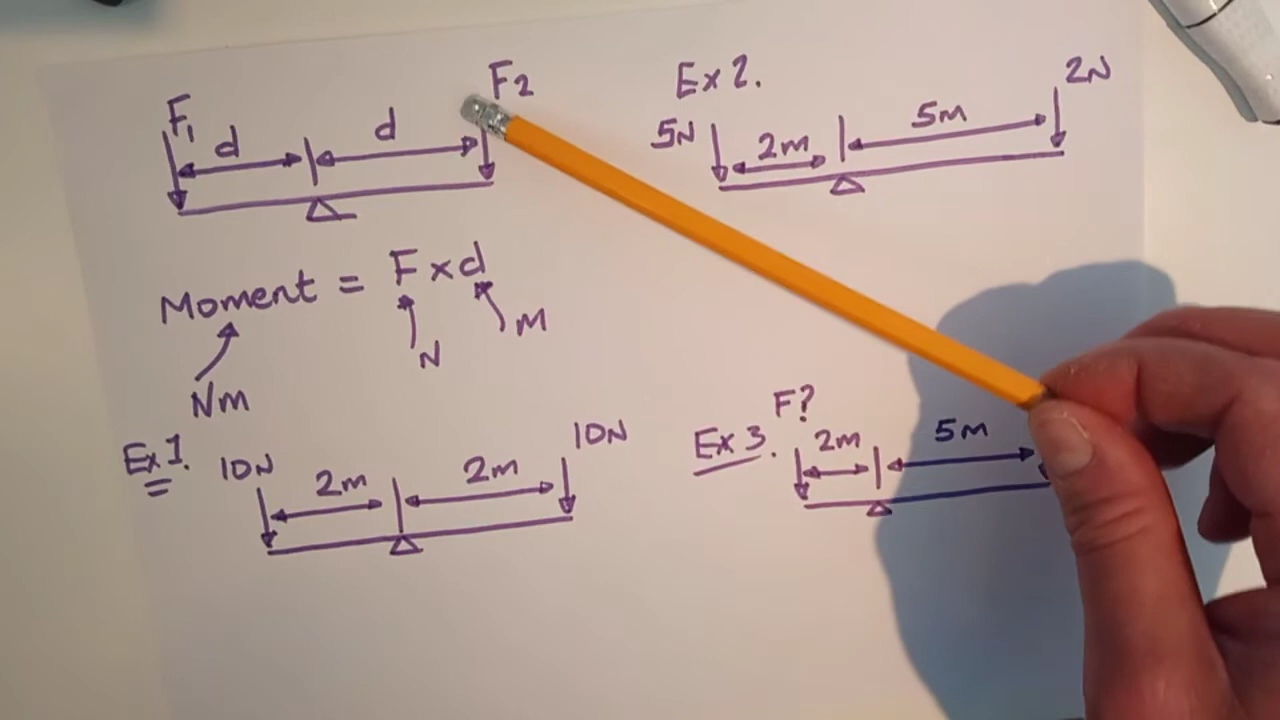 F1 d d F2
Moment = F x d
Nm N M
Ex 1. 10N 2m 2m 10N
Ex 2.
5N 2m 5m 2N
Ex 3. F? 2m 5m